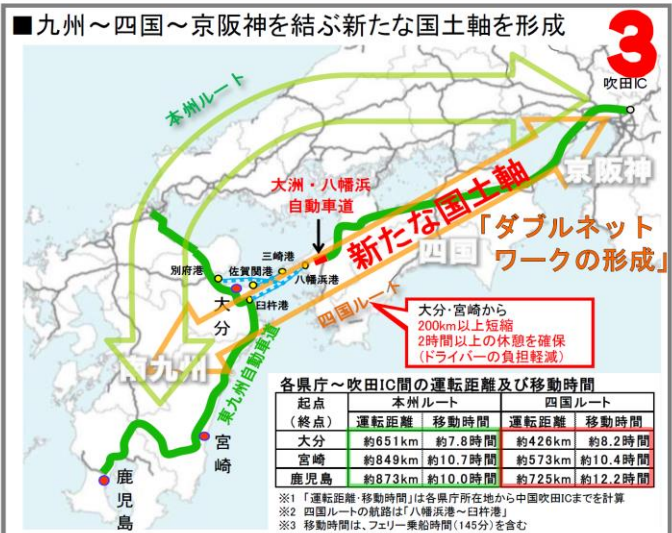 ■九州～四国～京阪神を結ぶ新たな国土軸を形成
3
吹田IC
本州ルート
京阪神
大洲・八幡浜
自動車道
新たな国土軸
四国
「ダブルネット
ワークの形成」
三崎港
別府港
佐賀関港
八幡浜港
大分
臼杵港
四国ルート
大分・宮崎から
200km以上短縮
2時間以上の休憩を確保
(ドライバーの負担軽減)
南九州
東九州自動車道
宮崎
鹿児島
各県庁～吹田IC間の運転距離及び移動時間
起点 本州ルート 四国ルート
(終点) 運転距離 移動時間 運転距離 移動時間
大分 約651km 約7.8時間 約426km 約8.2時間
宮崎 約849km 約10.7時間 約573km 約10.4時間
鹿児島 約873km 約10.0時間 約725km 約12.2時間
※1 「運転距離・移動時間」は各県庁所在地から中国吹田ICまでを計算
※2 四国ルートの航路は「八幡浜港～臼杵港」
※3 移動時間は、フェリー乗船時間(145分)を含む